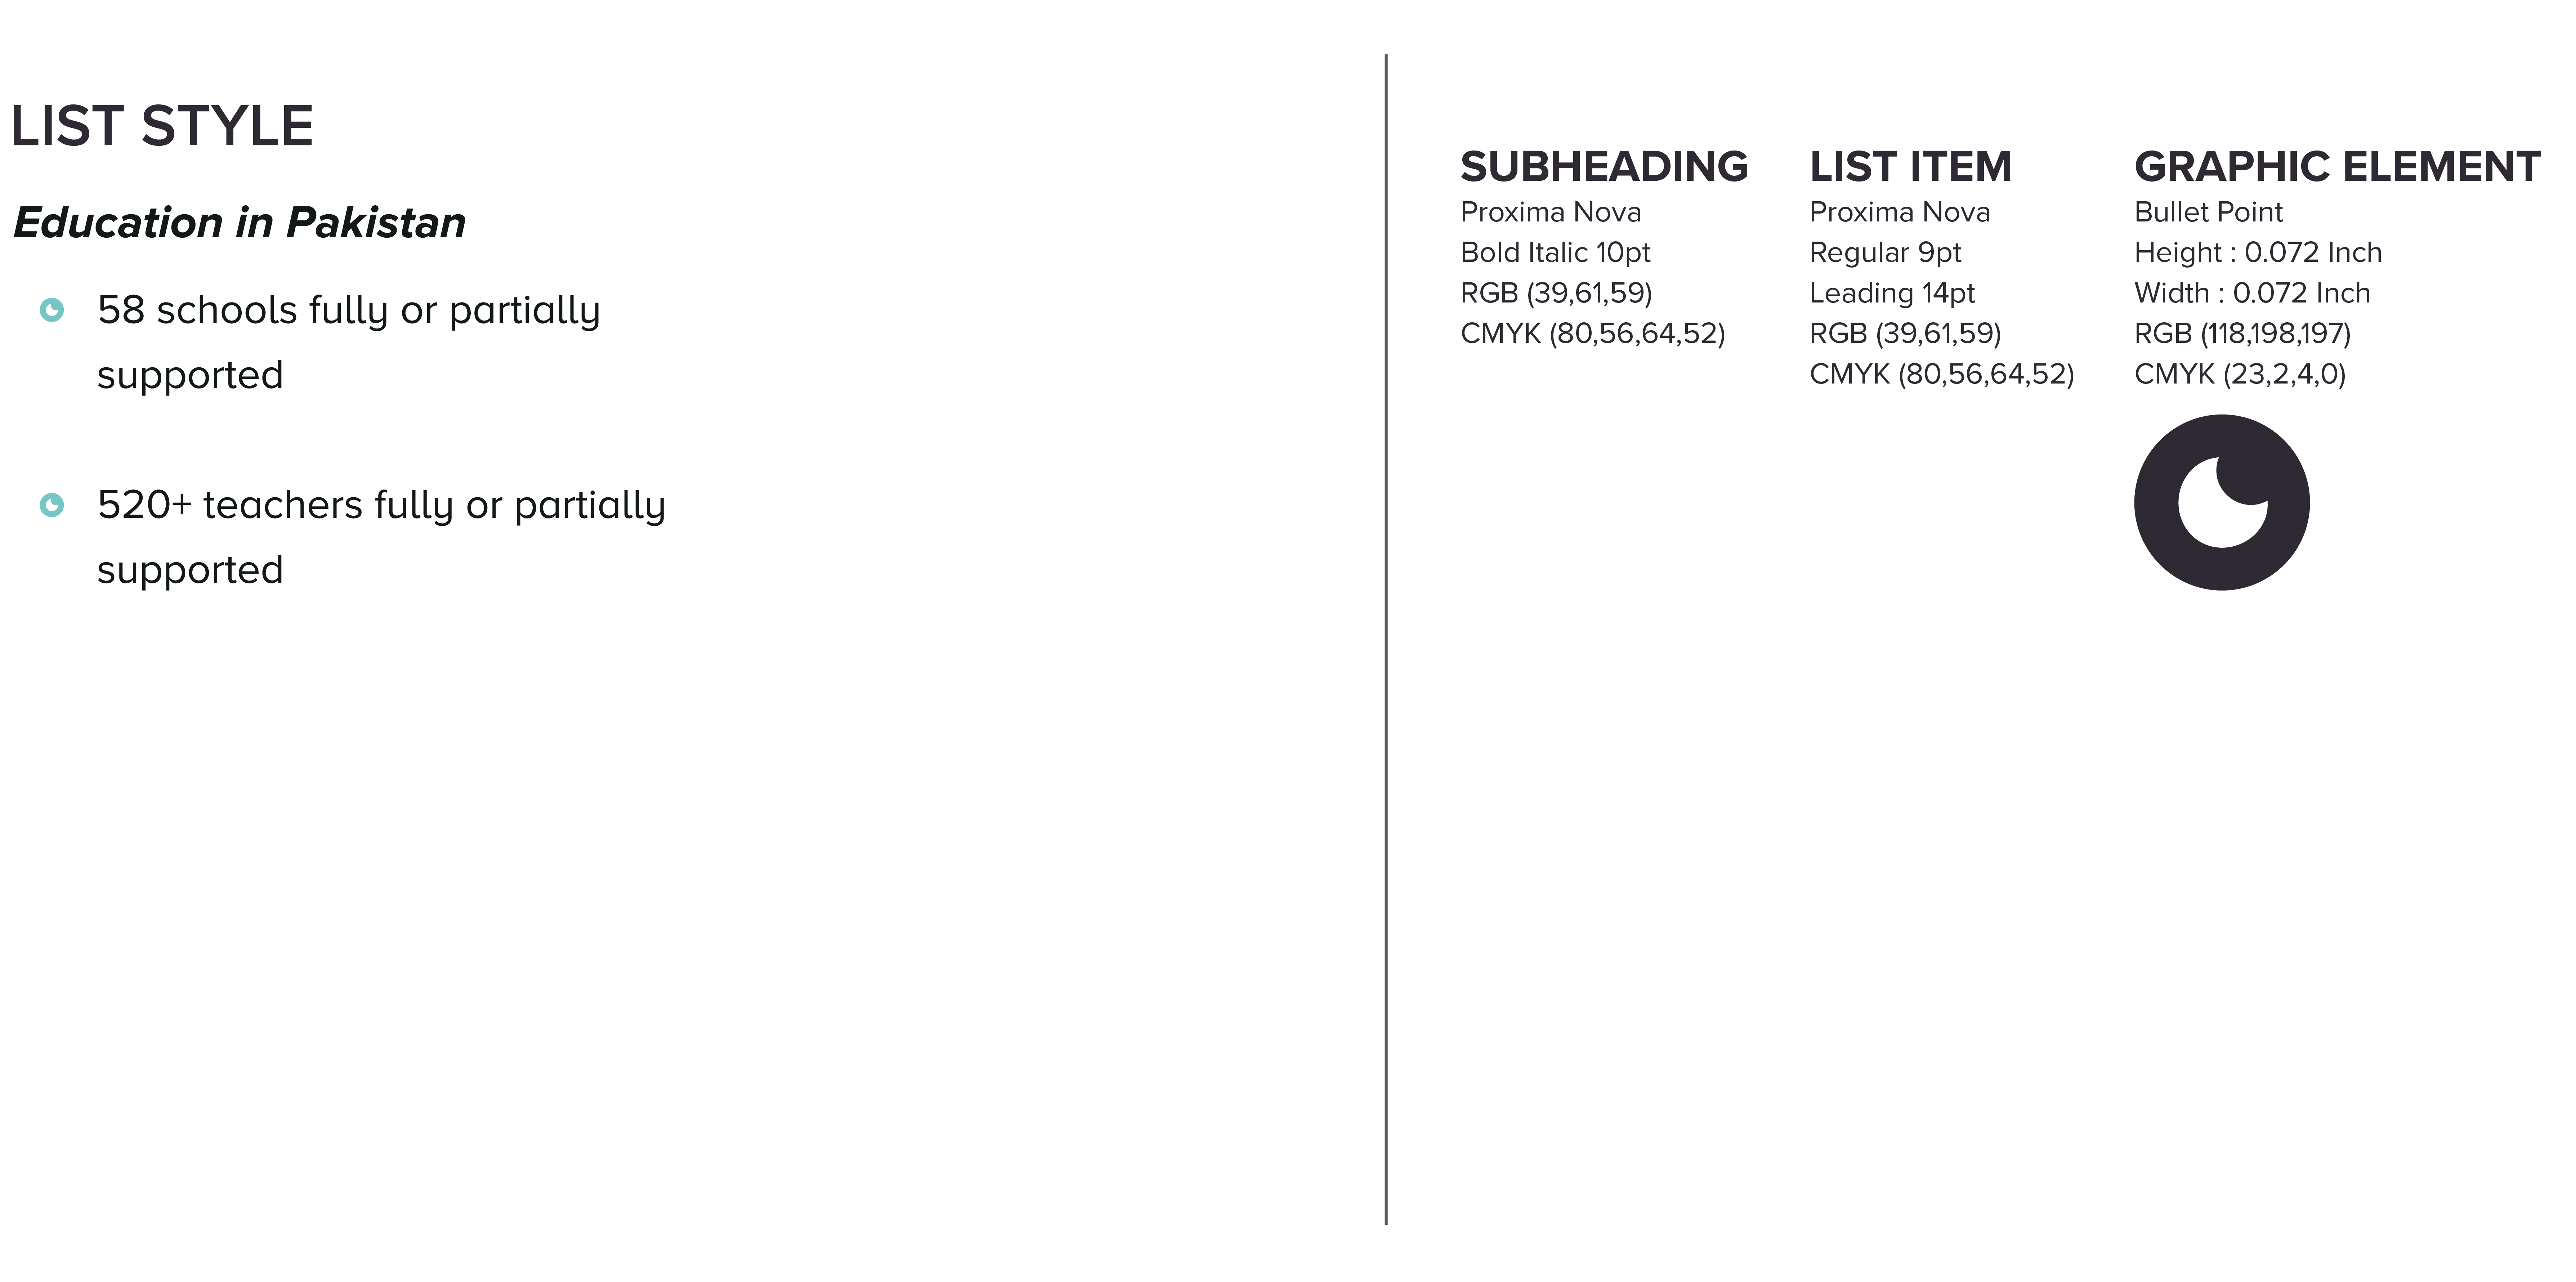 LIST STYLE
Education in Pakistan
58 schools fully or partially
supported
520+ teachers fully or partially
supported
SUBHEADING
Proxima Nova
Bold Italic 10pt
RGB (39,61,59)
CMYK (80,56,64,52)
LIST ITEM
Proxima Nova
Regular 9pt
Leading 14pt
RGB (39,61,59)
CMYK (80,56,64,52)
GRAPHIC ELEMENT
Bullet Point
Height : 0.072 Inch
Width : 0.072 Inch
RGB (118,198,197)
CMYK (23,2,4,0)